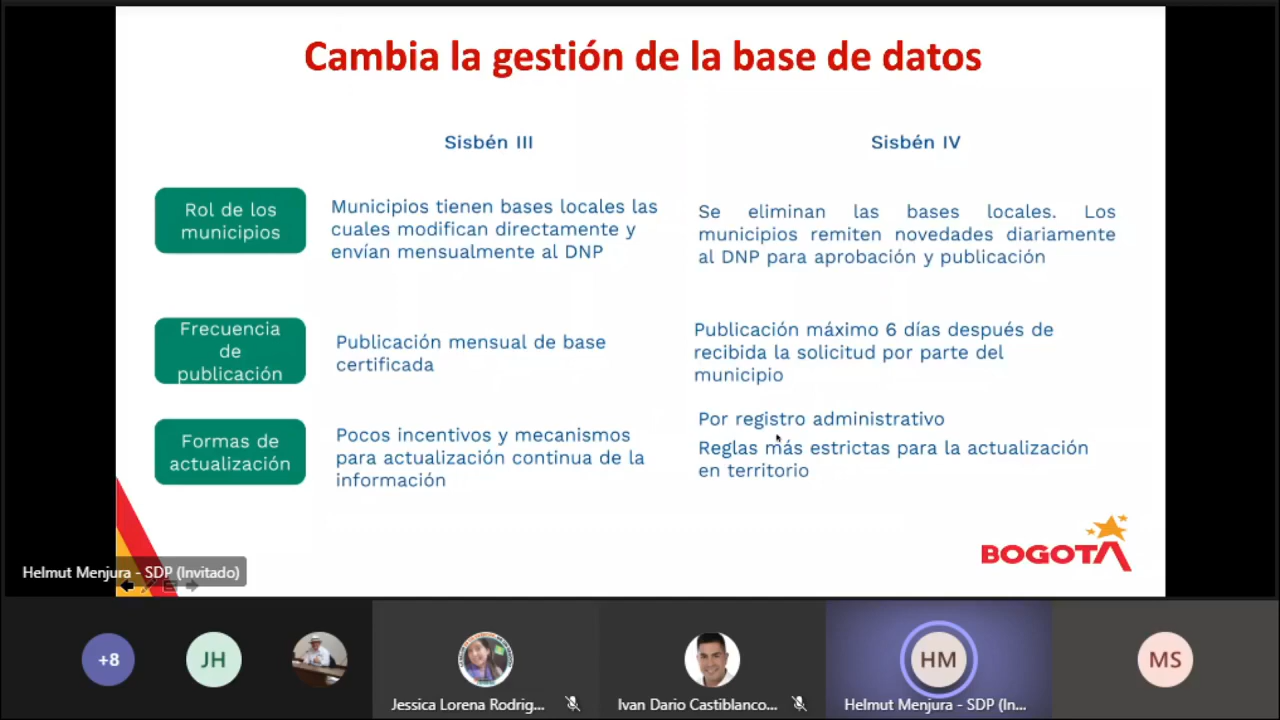 Cambia la gestión de la base de datos
Sisbén III
Sisbén IV
Rol de los
municipios
Municipios tienen bases locales las
cuales modifican directamente y
envían mensualmente al DNP
Se eliminan las bases locales. Los
municipios remiten novedades diariamente
al DNP para aprobación y publicación
Frecuencia
de
publicación
Publicación mensual de base
certificada
Publicación máximo 6 días después de
recibida la solicitud por parte del
municipio
Formas de
actualización
Pocos incentivos y mecanismos
para actualización continua de la
información
Por registro administrativo
Reglas más estrictas para la actualización
en territorio
BOGOTÁ
Helmut Menjura - SDP (Invitado)
+8
JH
HM
MS
Jessica Lorena Rodrig...
Ivan Dario Castiblanco...
Helmut Menjura - SDP (In...